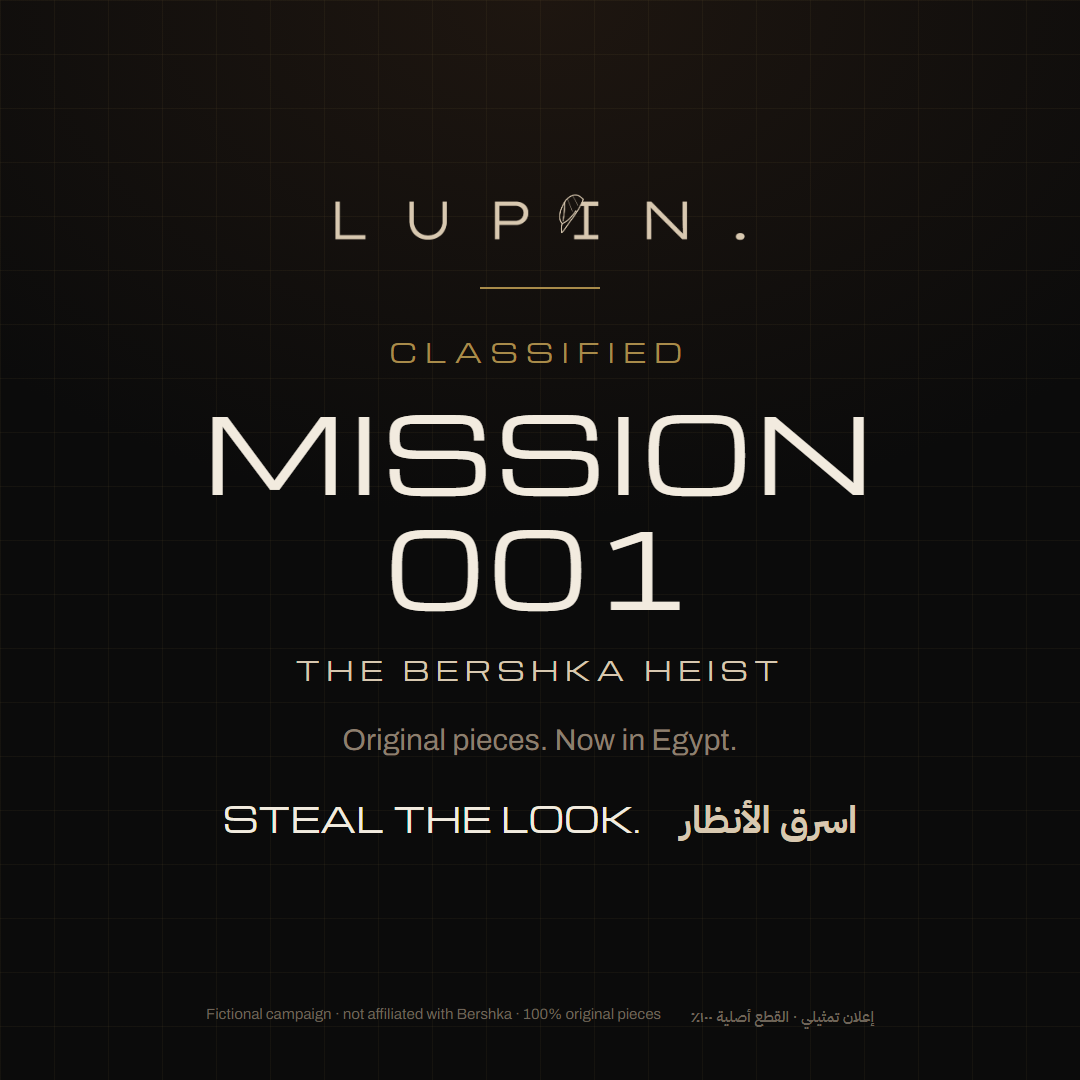 LUPIN.
CLASSIFIED
MISSION
001
THE BERSHKA HEIST
Original pieces. Now in Egypt.
STEAL THE LOOK. اسرق الأنظار
Fictional campaign · not affiliated with Bershka · 100% original pieces إعلان تمثيلي · القطع أصلية ١٠٠٪